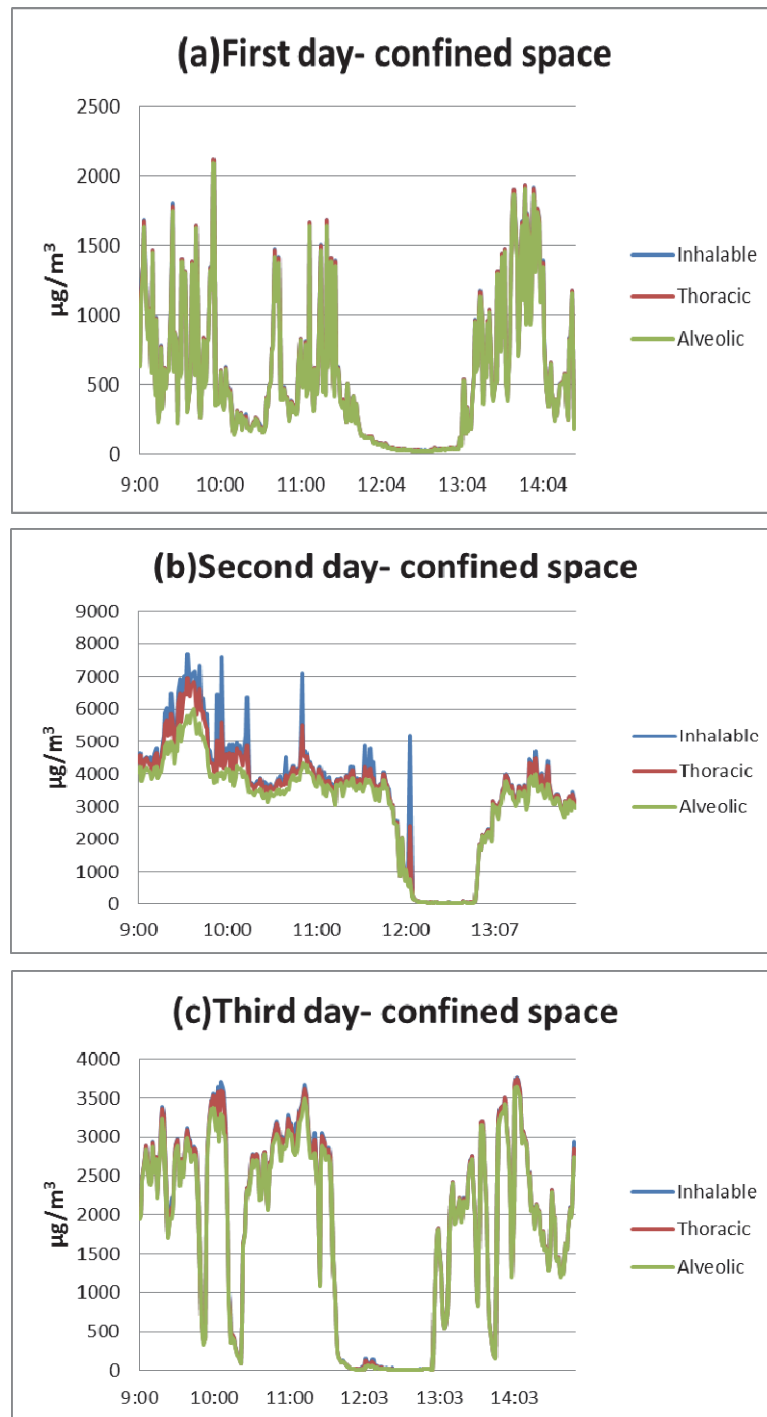 (a)First day- confined space
2500
2000
1500
1000
500
0
µg/m³
9:00 10:00 11:00 12:04 13:04 14:04
Inhalable
Thoracic
Alveolic
(b)Second day- confined space
9000
8000
7000
6000
5000
4000
3000
2000
1000
0
µg/m³
9:00 10:00 11:00 12:00 13:07
Inhalable
Thoracic
Alveolic
(c)Third day- confined space
4000
3500
3000
2500
2000
1500
1000
500
0
µg/m³
9:00 10:00 11:00 12:03 13:03 14:03
Inhalable
Thoracic
Alveolic